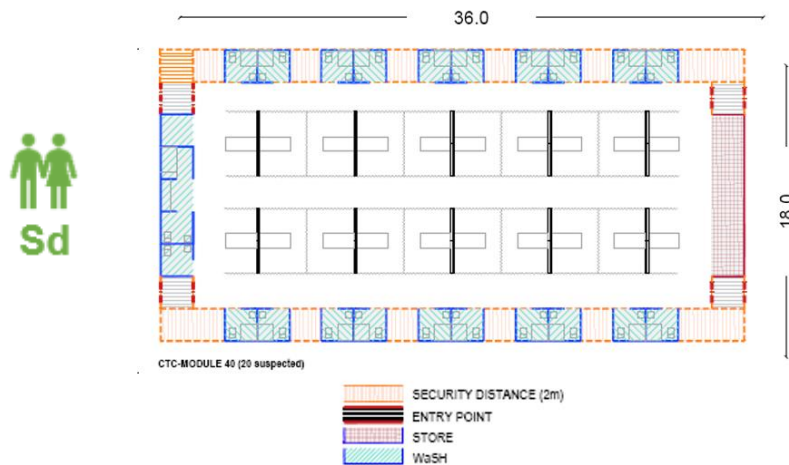 36.0
18.0
Sd
CTC-MODULE 40 (20 suspected)
SECURITY DISTANCE (2m)
ENTRY POINT
STORE
WaSH